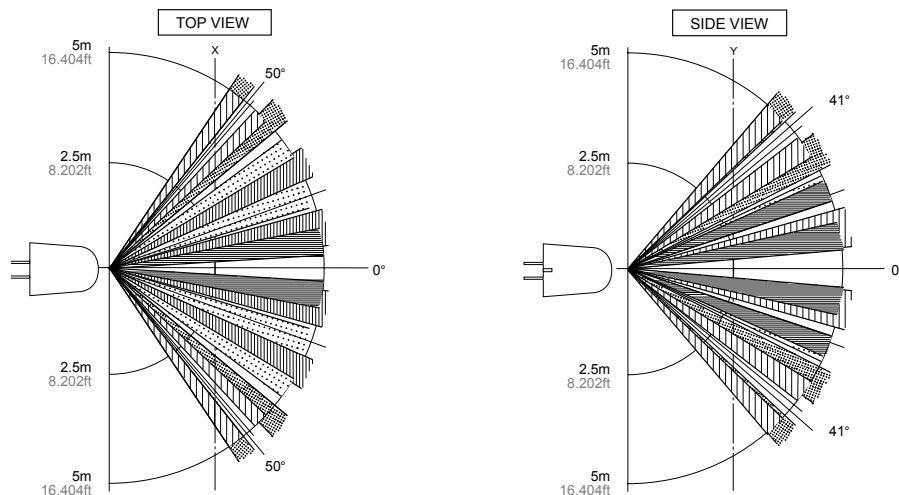 TOP VIEW
X
5m
16.404ft
50°
2.5m
8.202ft
0°
2.5m
8.202ft
50°
5m
16.404ft
SIDE VIEW
Y
5m
16.404ft
41°
2.5m
8.202ft
0
2.5m
8.202ft
41°
5m
16.404ft